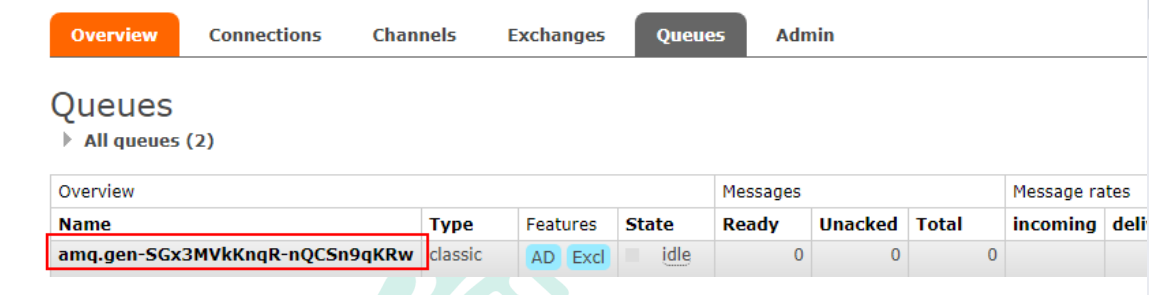 Overview Connections Channels Exchanges Queues Admin
Queues
All queues (2)
Overview Messages Message rates
Name Type Features State Ready Unacked Total incoming deli
amq.gen-SGx3MVkKnqR-nQCSn9qKRw classic AD Excl idle 0 0 0